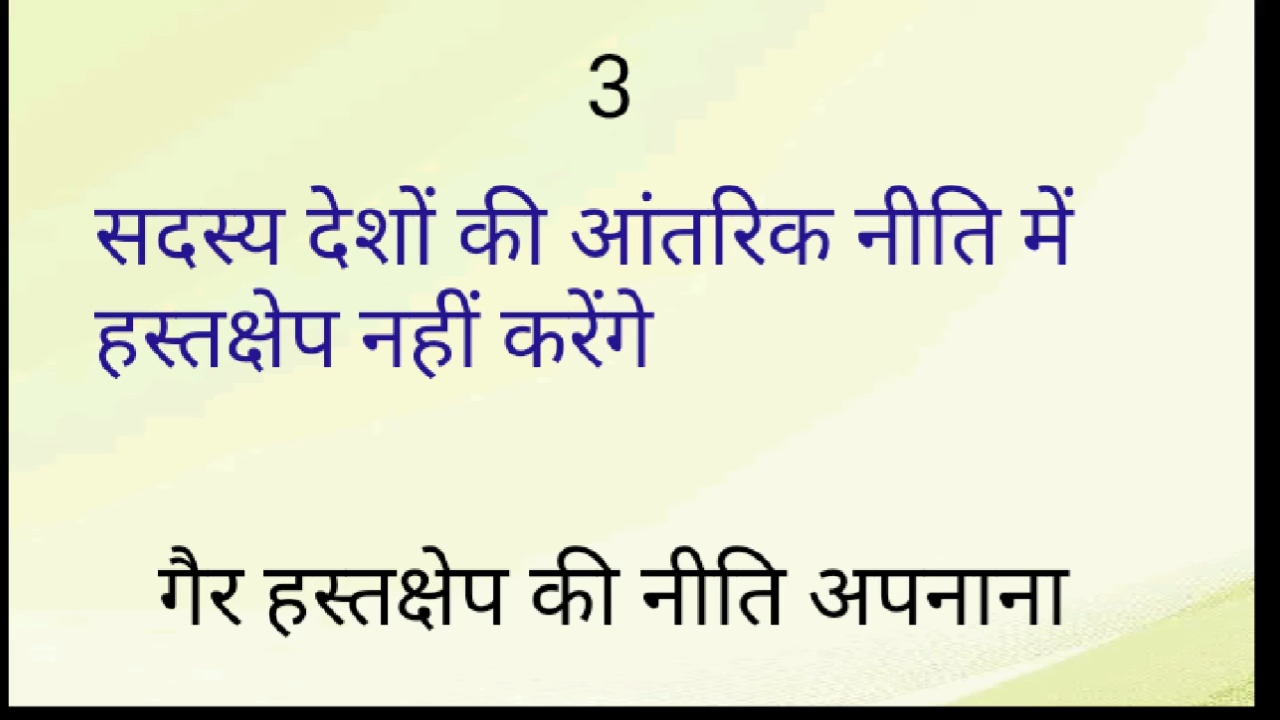 3
सदस्य देशों की आंतरिक नीति में
हस्तक्षेप नहीं करेंगे
गैर हस्तक्षेप की नीति अपनाना